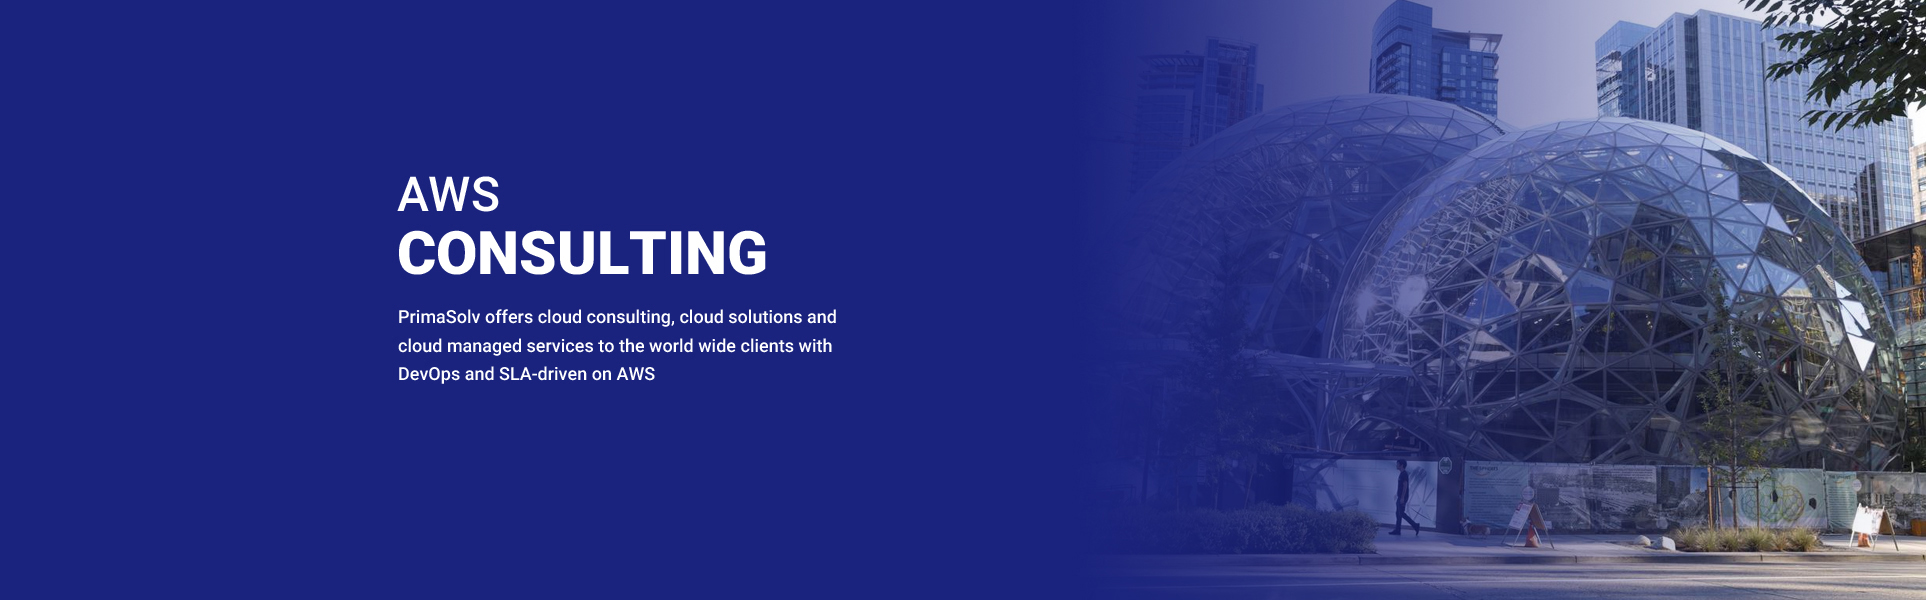 AWS
CONSULTING
PrimaSolv offers cloud consulting, cloud solutions and
cloud managed services to the world wide clients with
DevOps and SLA-driven on AWS